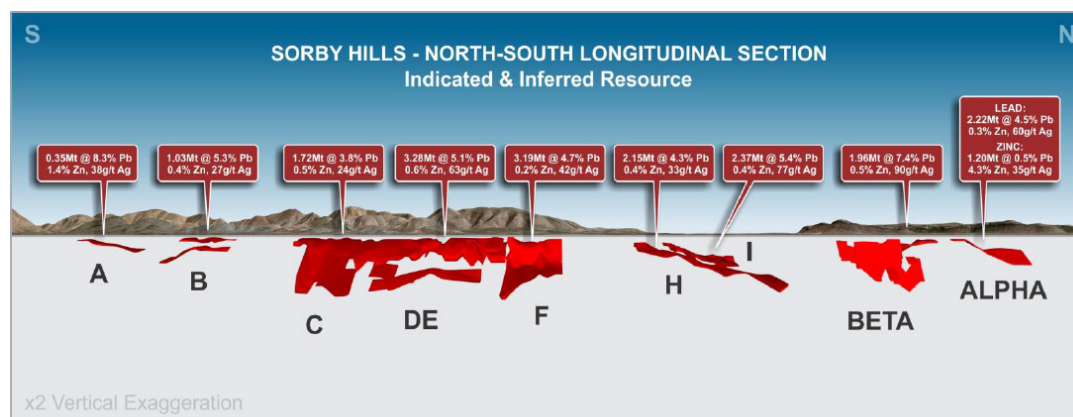 S
N
SORBY HILLS - NORTH-SOUTH LONGITUDINAL SECTION
Indicated & Inferred Resource
0.35Mt @ 8.3% Pb
1.4% Zn, 38g/t Ag
1.03Mt @ 5.3% Pb
0.4% Zn, 27g/t Ag
1.72Mt @ 3.8% Pb
0.5% Zn, 24g/t Ag
3.28Mt @ 5.1% Pb
0.6% Zn, 63g/t Ag
3.19Mt @ 4.7% Pb
0.2% Zn, 42g/t Ag
2.15Mt @ 4.3% Pb
0.4% Zn, 33g/t Ag
2.37Mt @ 5.4% Pb
0.4% Zn, 77g/t Ag
1.96Mt @ 7.4% Pb
0.5% Zn, 90g/t Ag
LEAD:
2.22Mt @ 4.5% Pb
0.3% Zn, 60g/t Ag
ZINC:
1.20Mt @ 0.5% Pb
4.3% Zn, 35g/t Ag
A
B
C
DE
F
H
I
BETA
ALPHA
x2 Vertical Exaggeration